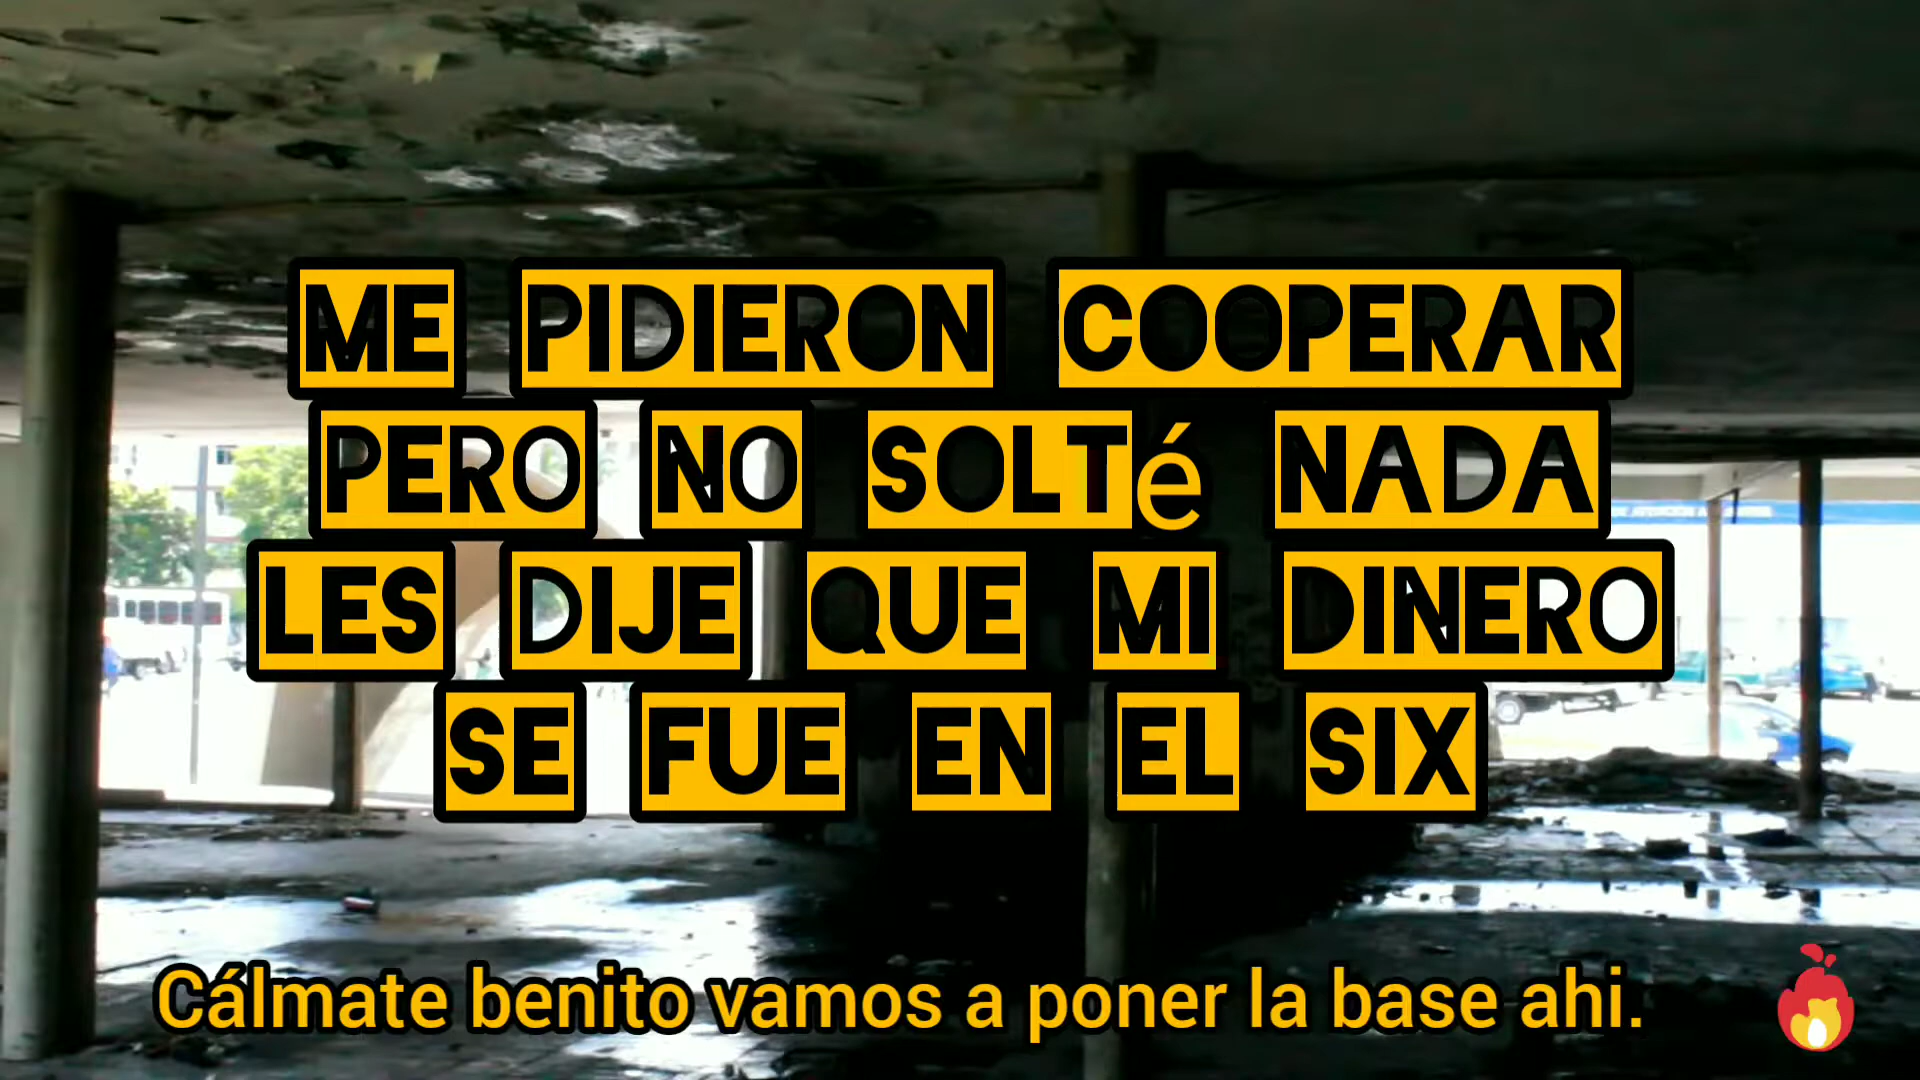 ME PIDIERON COOPERAR
PERO NO SOLTé NADA
LES DIJE QUE MI DINERO
SE FUE EN EL SIX
Cálmate benito vamos a poner la base ahi.